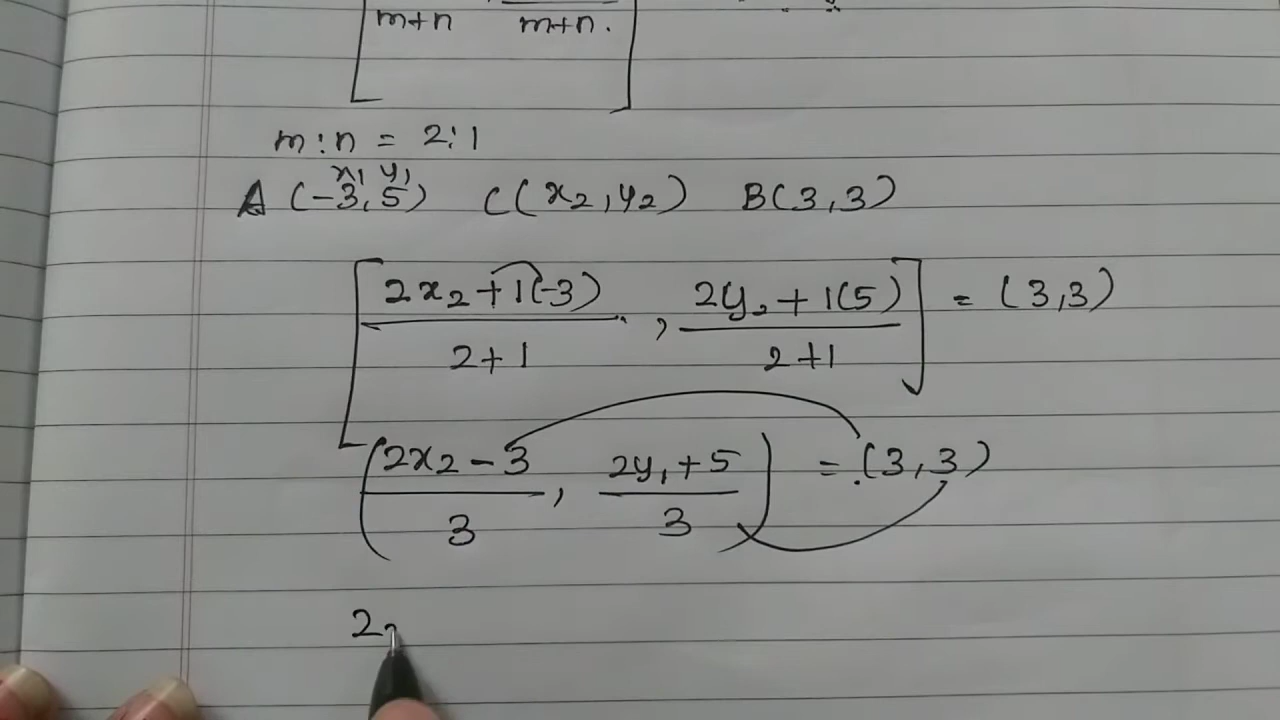 m+n m+n.
m:n = 2:1
x1 y1
A (-3,5) C(x2,y2) B(3,3)
2x2 + 1(-3) , 2y2 + 1(5) = (3,3)
2+1 2+1
(2x2 - 3 , 2y1 + 5) = (3,3)
3 3
2